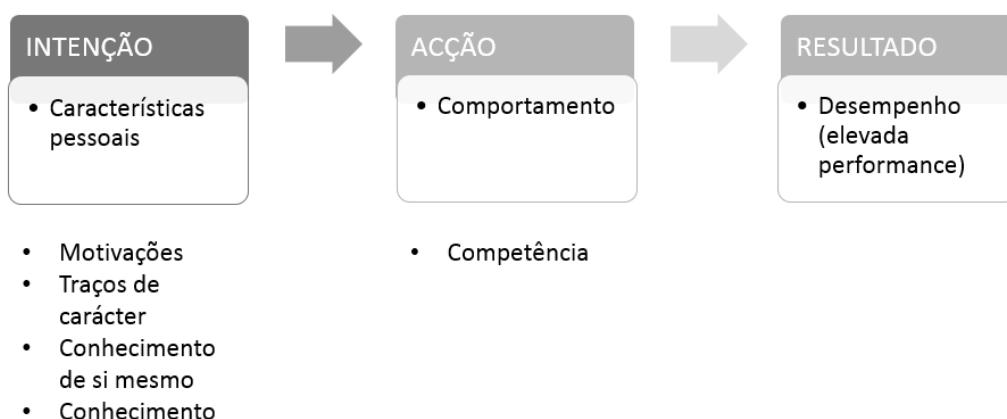 INTENÇÃO
• Características
pessoais
• Motivações
• Traços de
carácter
• Conhecimento
de si mesmo
• Conhecimento
ACÇÃO
• Comportamento
• Competência
RESULTADO
• Desempenho
(elevada
performance)